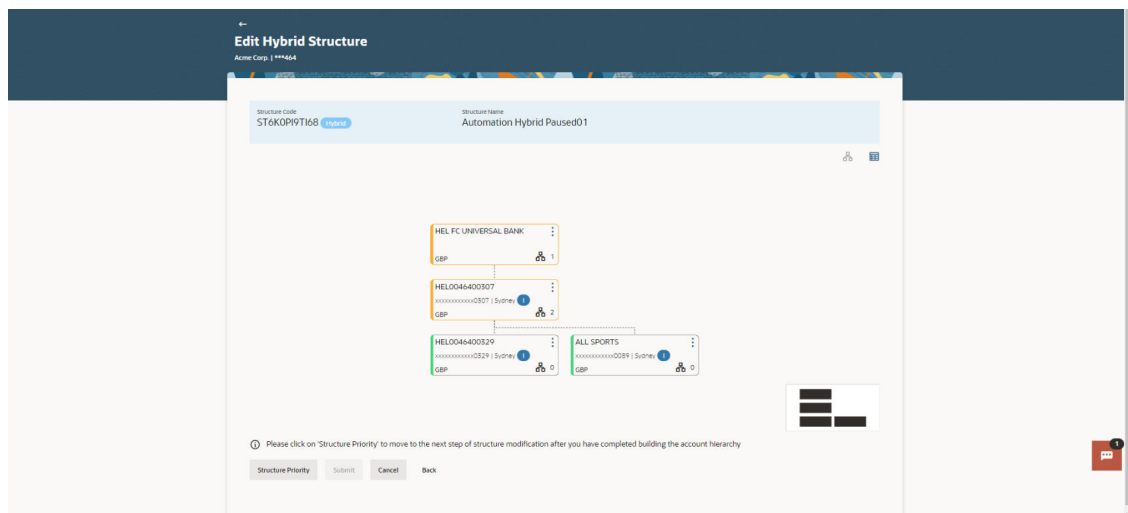 ←
Edit Hybrid Structure
Acme Corp. | ***464
Structure Code
Structure Name
ST6K0PI9TI68 Hybrid
Automation Hybrid Paused01
HEL FC UNIVERSAL BANK
GBP 1
HEL0046400307
xxxxxxxxxxxx0307 | Sydney I
GBP 2
HEL0046400329
xxxxxxxxxxxx0329 | Sydney I
GBP 0
ALL SPORTS
xxxxxxxxxxxx0089 | Sydney I
GBP 0
Please click on 'Structure Priority' to move to the next step of structure modification after you have completed building the account hierarchy
1
Structure Priority Submit Cancel Back